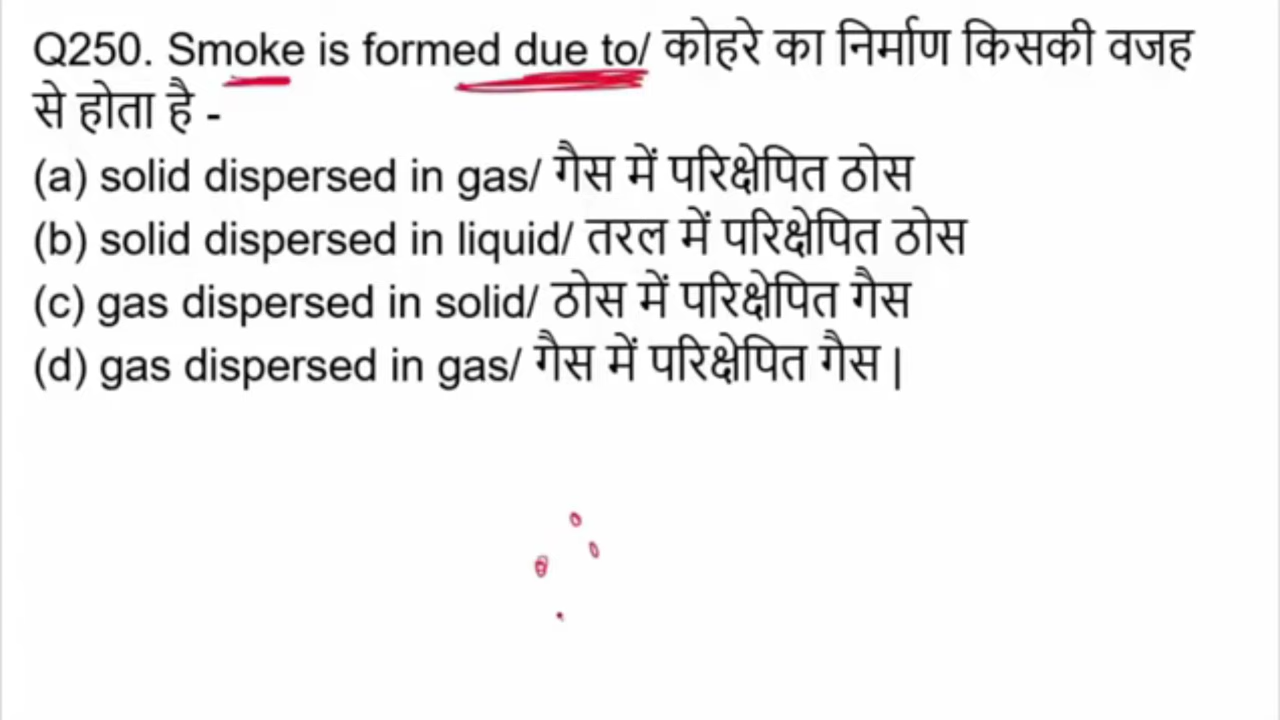 Q250. Smoke is formed due to/ कोहरे का निर्माण किसकी वजह
से होता है -
(a) solid dispersed in gas/ गैस में परिक्षेपित ठोस
(b) solid dispersed in liquid/ तरल में परिक्षेपित ठोस
(c) gas dispersed in solid/ ठोस में परिक्षेपित गैस
(d) gas dispersed in gas/ गैस में परिक्षेपित गैस |